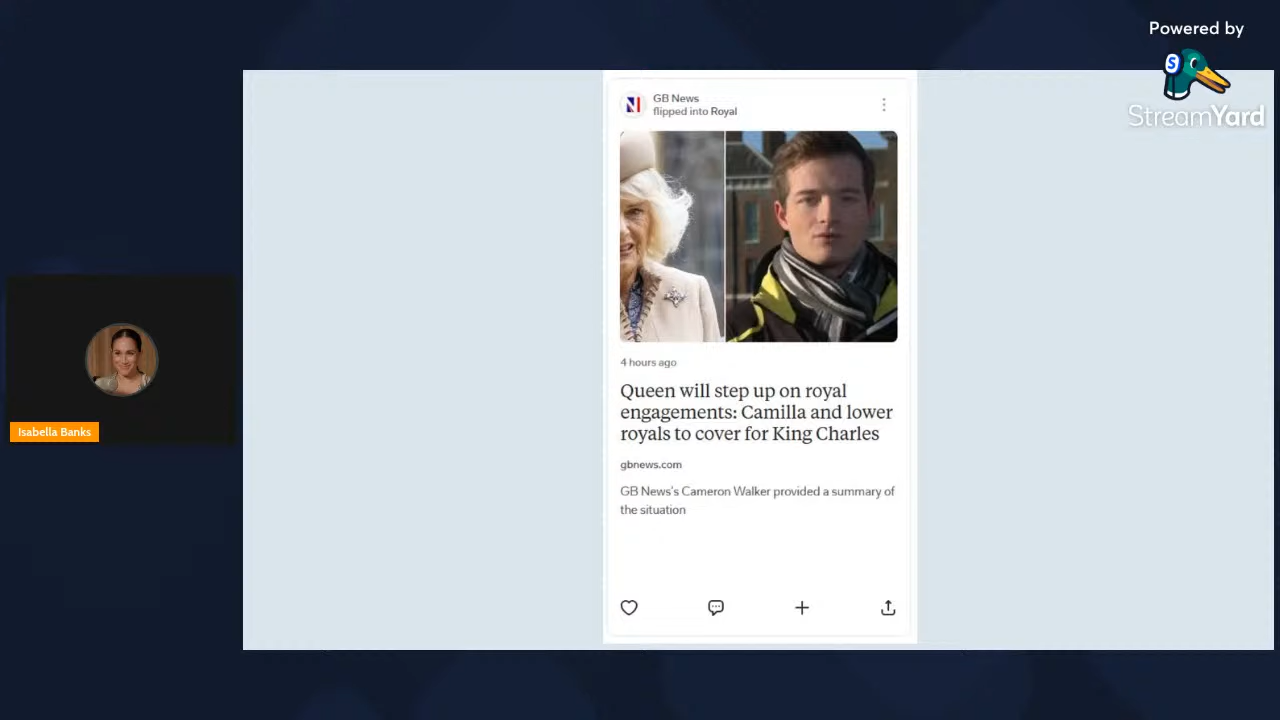 Powered by
StreamYard
GB News
flipped into Royal
4 hours ago
Queen will step up on royal
engagements: Camilla and lower
royals to cover for King Charles
gbnews.com
GB News's Cameron Walker provided a summary of
the situation
Isabella Banks